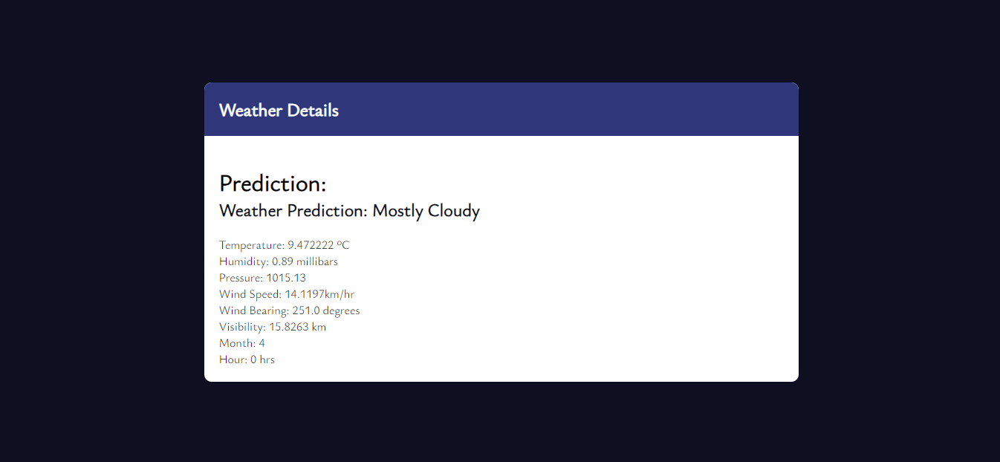 Weather Details
Prediction:
Weather Prediction: Mostly Cloudy
Temperature: 9.472222 ºC
Humidity: 0.89 millibars
Pressure: 1015.13
Wind Speed: 14.1197km/hr
Wind Bearing: 251.0 degrees
Visibility: 15.8263 km
Month: 4
Hour: 0 hrs